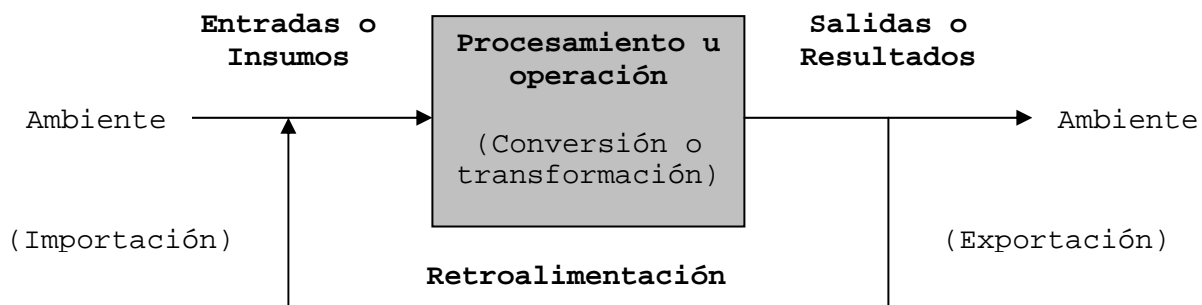 Entradas o
Insumos
Procesamiento u
operación
(Conversión o
transformación)
Salidas o
Resultados
Ambiente
Ambiente
(Importación)
(Exportación)
Retroalimentación